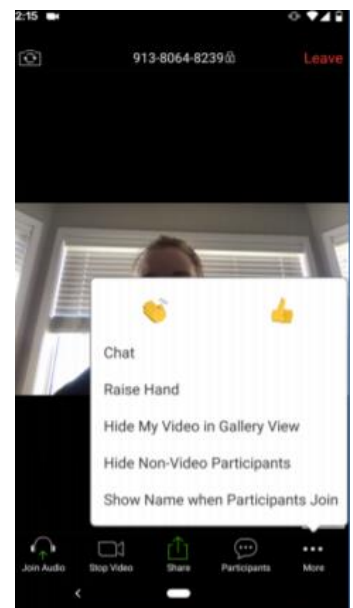 2:15
913-8064-8239
Leave
Chat
Raise Hand
Hide My Video in Gallery View
Hide Non-Video Participants
Show Name when Participants Join
Join Audio Stop Video Share Participants More